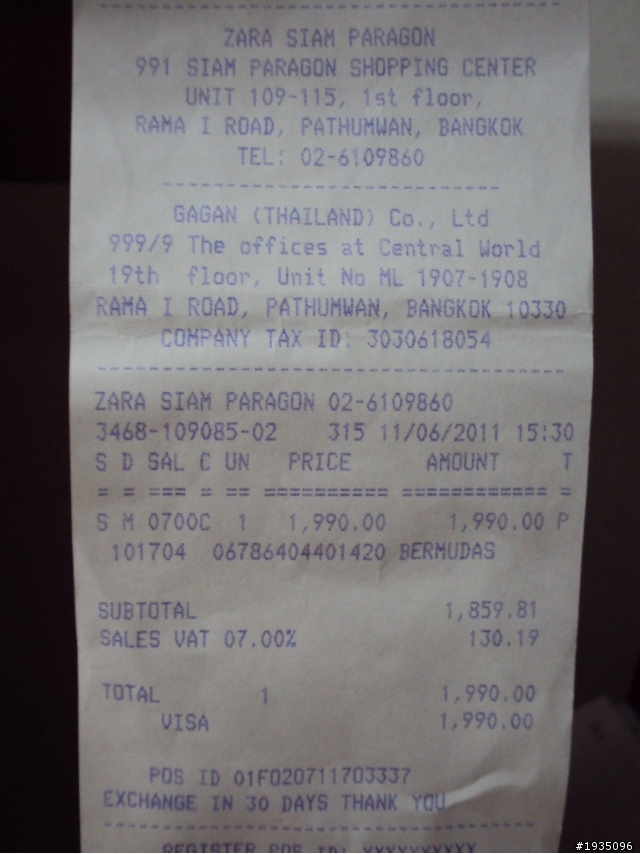 ZARA SIAM PARAGON
991 SIAM PARAGON SHOPPING CENTER
UNIT 109-115, 1st floor,
RAMA I ROAD, PATHUMWAN, BANGKOK
TEL: 02-6109860
GAGAN (THAILAND) Co., Ltd
999/9 The offices at Central World
19th floor, Unit No ML 1907-1908
RAMA I ROAD, PATHUMWAN, BANGKOK 10330
COMPANY TAX ID: 3030618054
ZARA SIAM PARAGON 02-6109860
3468-109085-02 315 11/06/2011 15:30
S D SAL C UN PRICE AMOUNT T
= = === = == ========== ============ =
S M 0700C 1 1,990.00 1,990.00 P
101704 06786404401420 BERMUDAS
SUBTOTAL 1,859.81
SALES VAT 07.00% 130.19
TOTAL 1 1,990.00
VISA 1,990.00
POS ID 01F020711703337
EXCHANGE IN 30 DAYS THANK YOU
REGISTER POS ID: XXXXXXXXXX
#1935096